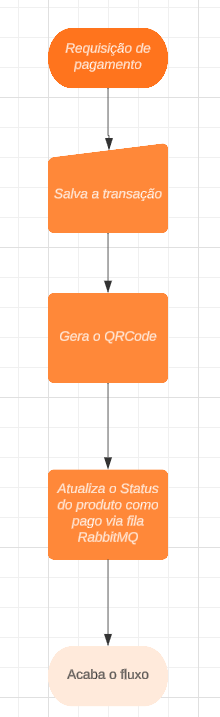 Requisição de
pagamento
Salva a transação
Gera o QRCode
Atualiza o Status
do produto como
pago via fila
RabbitMQ
Acaba o fluxo